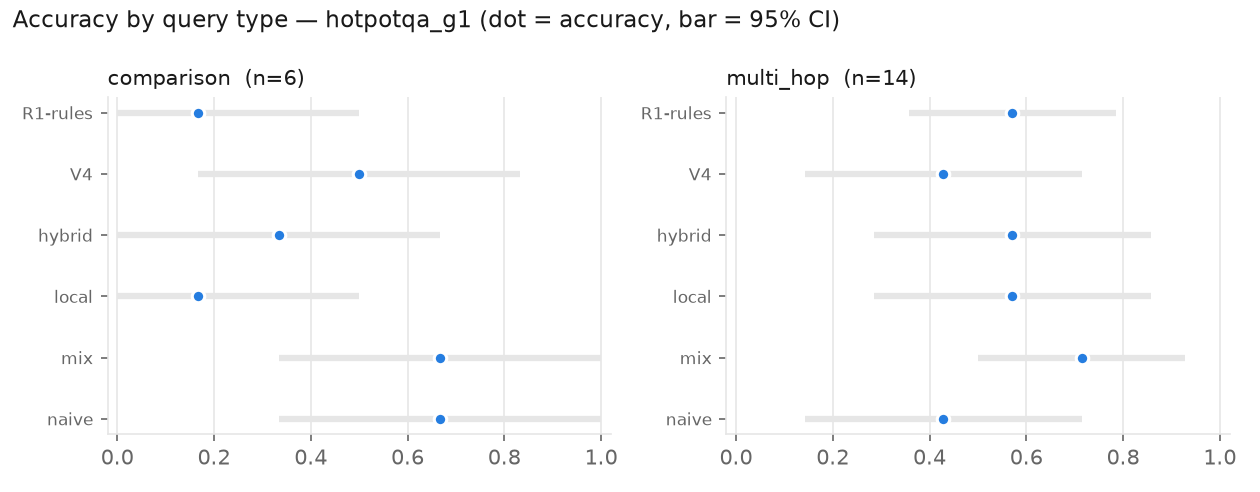 Accuracy by query type — hotpotqa_g1 (dot = accuracy, bar = 95% CI)
comparison (n=6)
R1-rules
V4
hybrid
local
mix
naive
0.0 0.2 0.4 0.6 0.8 1.0
multi_hop (n=14)
R1-rules
V4
hybrid
local
mix
naive
0.0 0.2 0.4 0.6 0.8 1.0